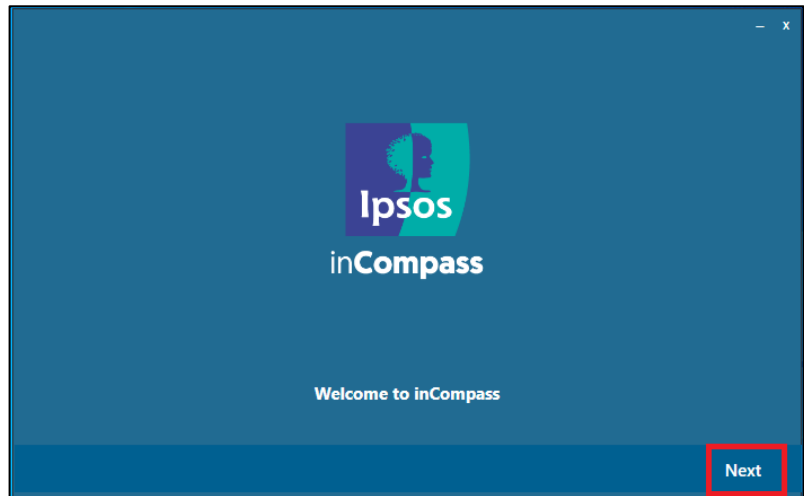 – x
Ipsos
inCompass
Welcome to inCompass
Next